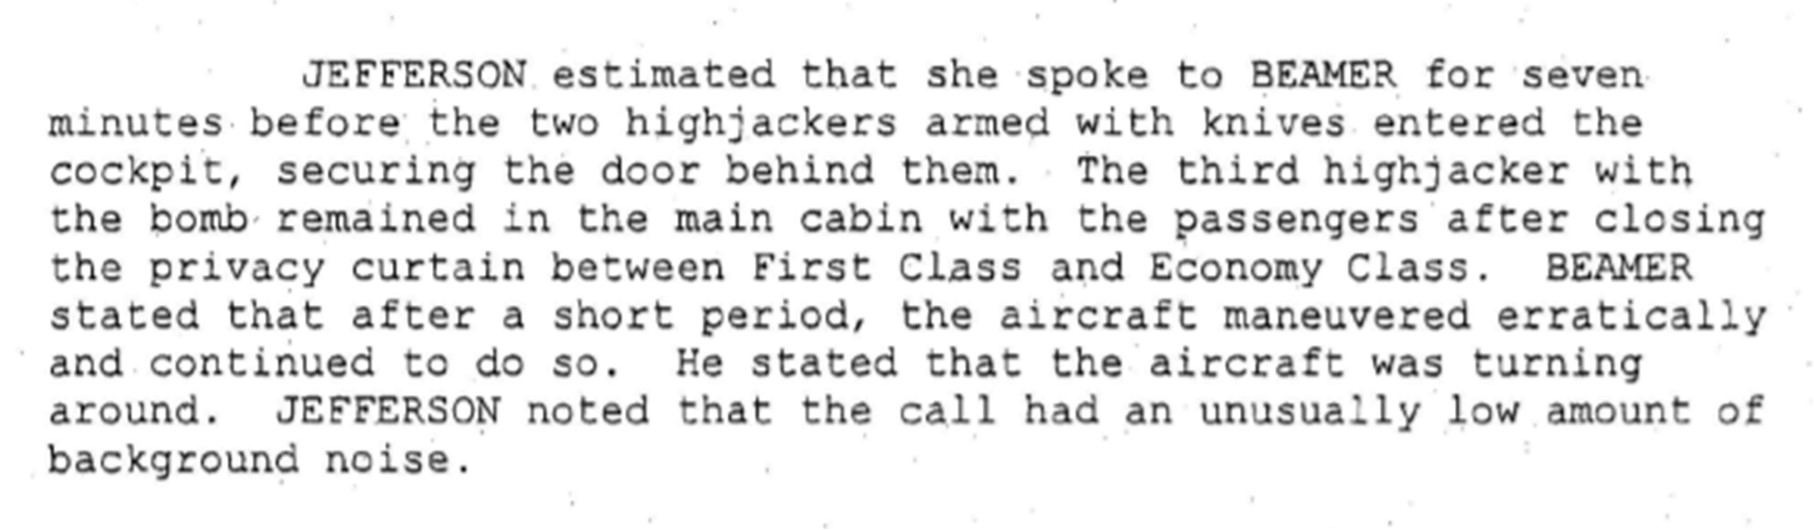 JEFFERSON estimated that she spoke to BEAMER for seven
minutes before the two highjackers armed with knives entered the
cockpit, securing the door behind them. The third highjacker with
the bomb remained in the main cabin with the passengers after closing
the privacy curtain between First Class and Economy Class. BEAMER
stated that after a short period, the aircraft maneuvered erratically
and continued to do so. He stated that the aircraft was turning
around. JEFFERSON noted that the call had an unusually low amount of
background noise.